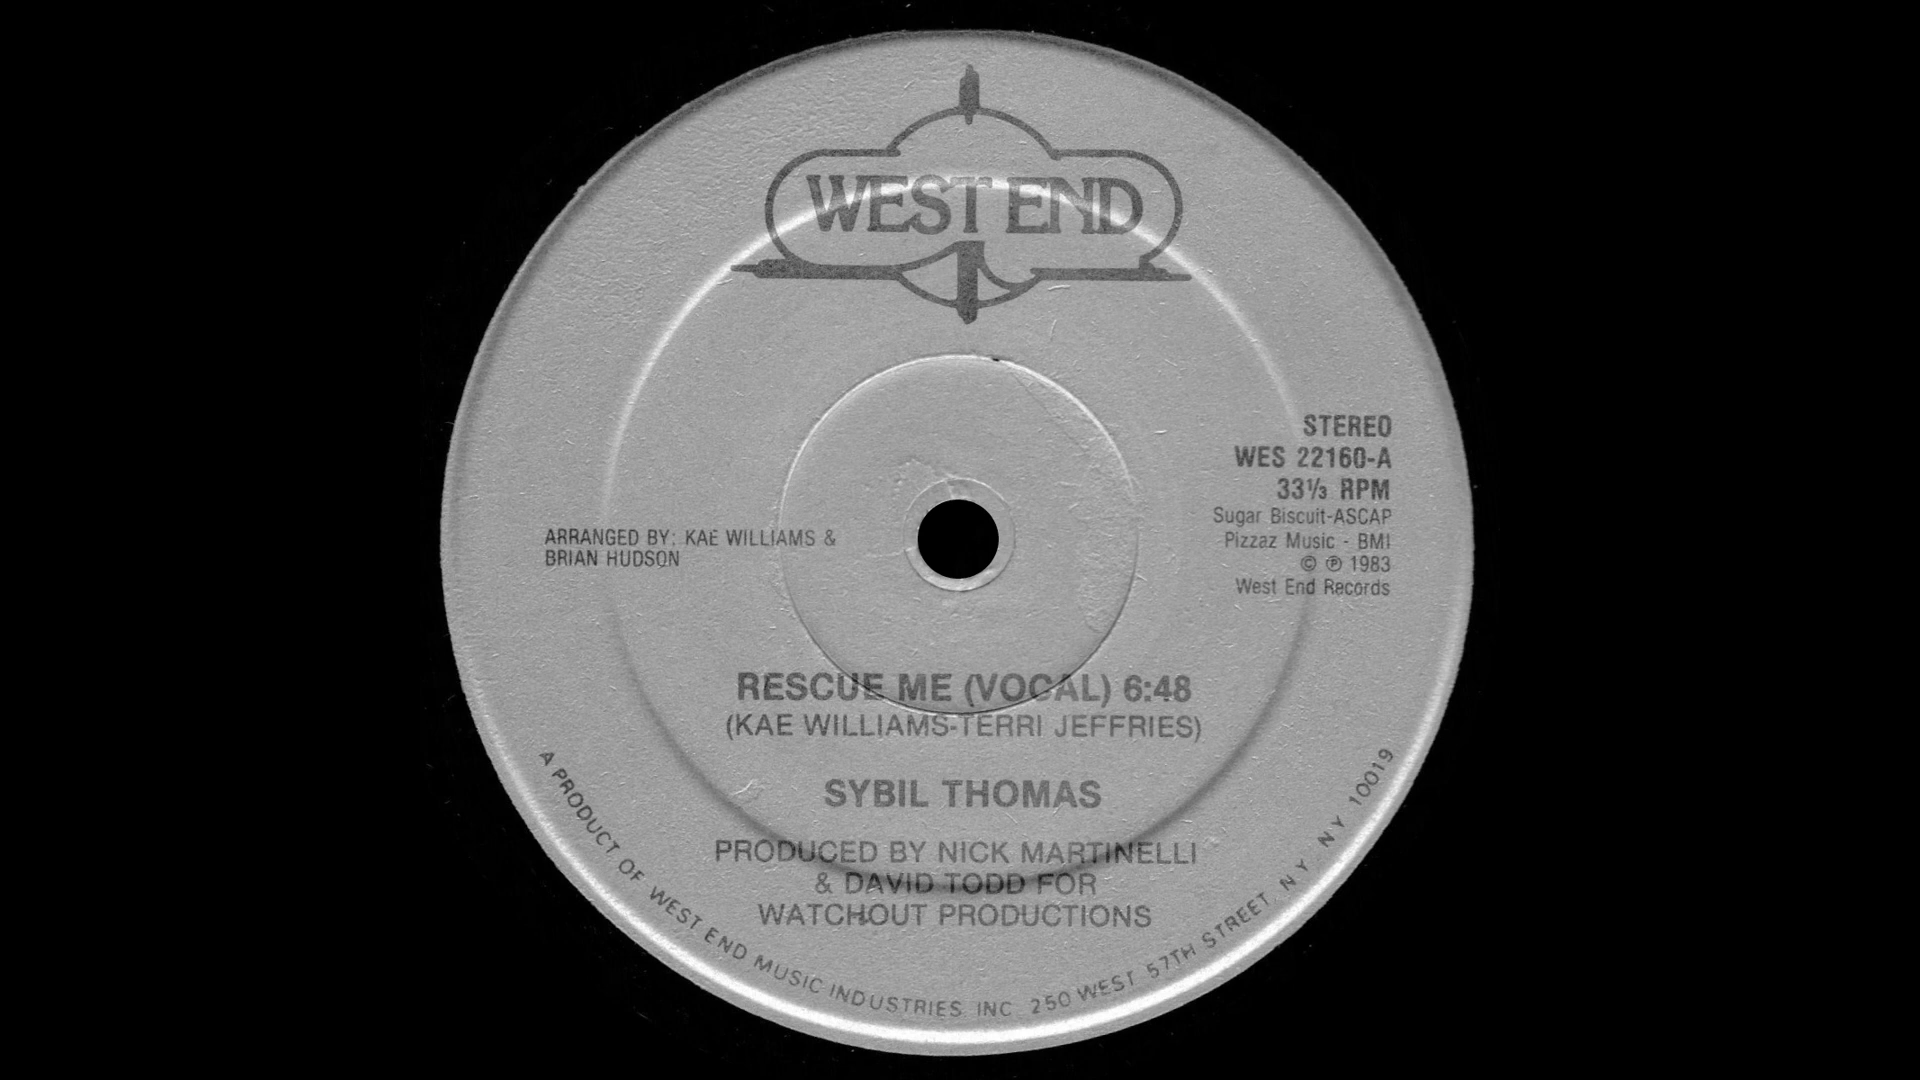 WEST END
STEREO
WES 22160-A
33⅓ RPM
Sugar Biscuit-ASCAP
Pizzaz Music - BMI
© ℗ 1983
West End Records
ARRANGED BY: KAE WILLIAMS &
BRIAN HUDSON
RESCUE ME (VOCAL) 6:48
(KAE WILLIAMS-TERRI JEFFRIES)
SYBIL THOMAS
PRODUCED BY NICK MARTINELLI
& DAVID TODD FOR
WATCHOUT PRODUCTIONS
A PRODUCT OF WEST END MUSIC INDUSTRIES INC 250 WEST 57TH STREET, N Y, N Y 10019